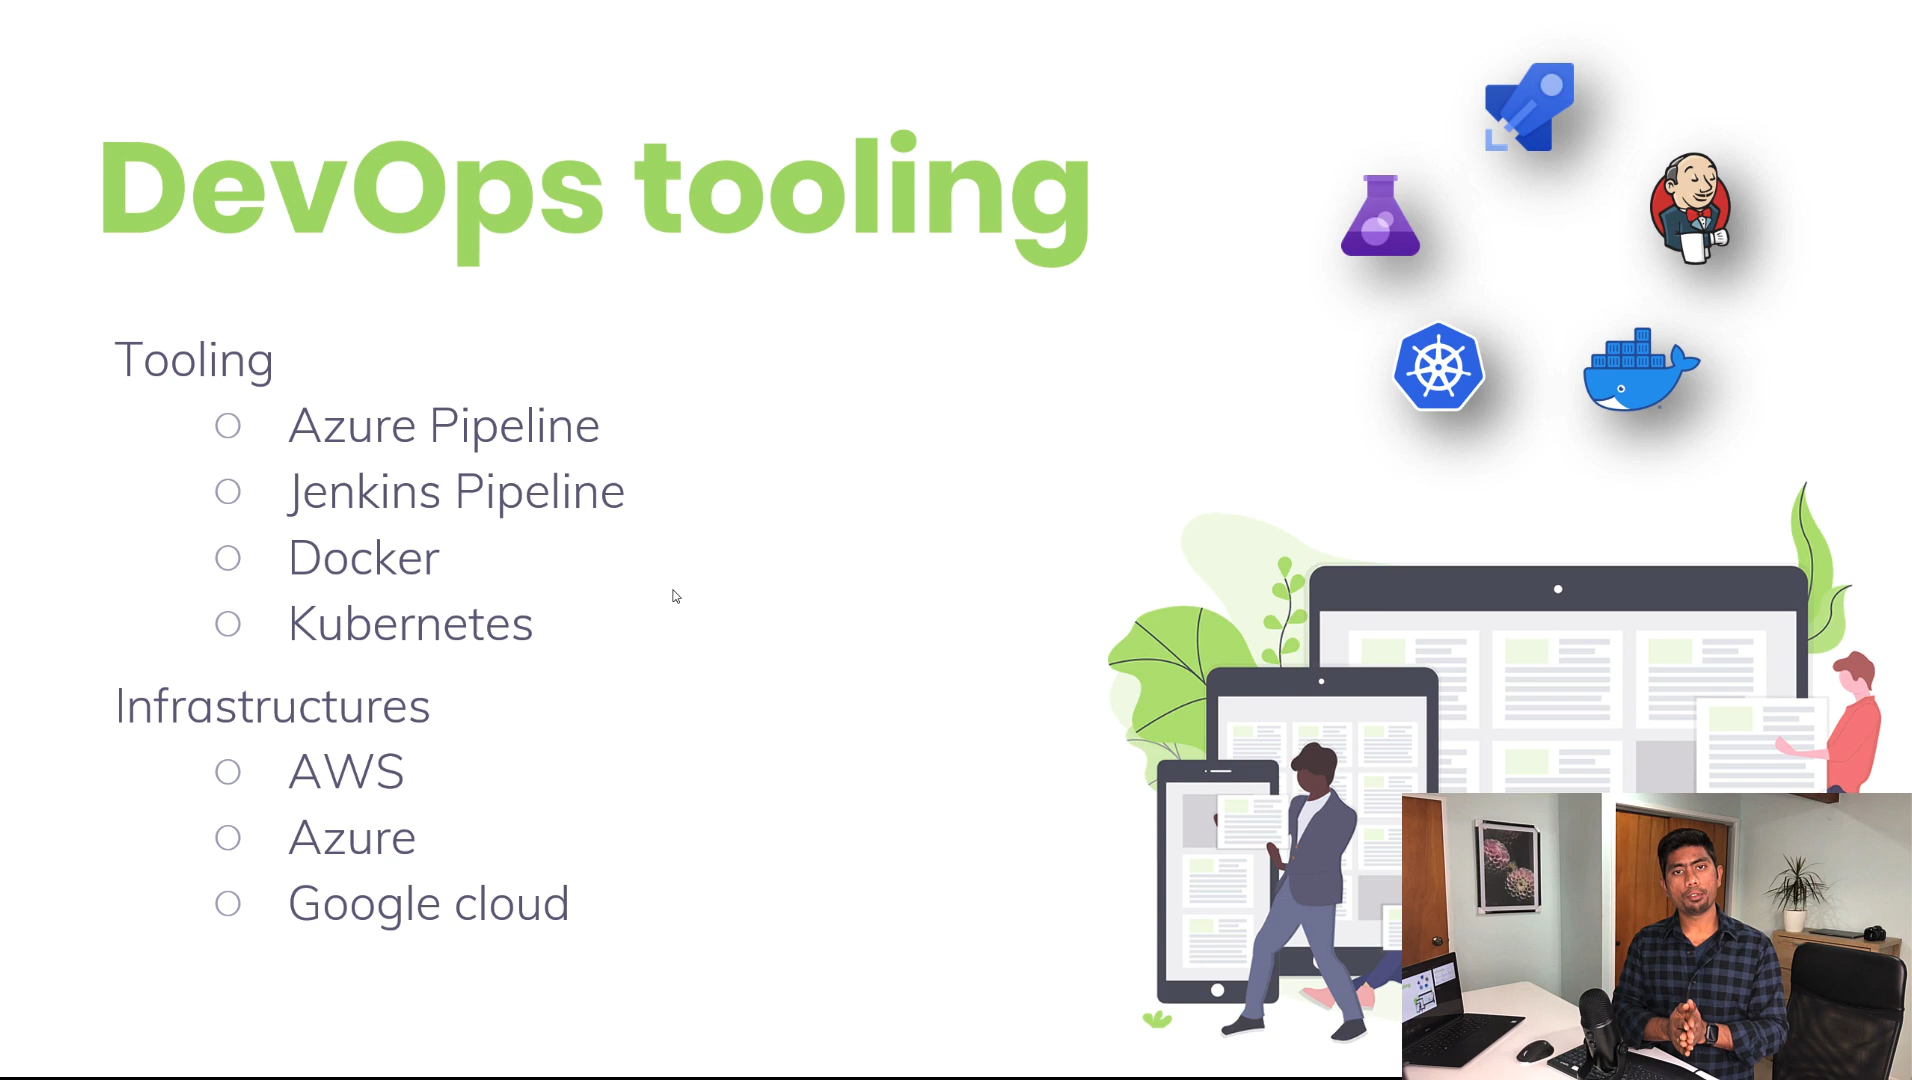 DevOps tooling
Tooling
Azure Pipeline
Jenkins Pipeline
Docker
Kubernetes
Infrastructures
AWS
Azure
Google cloud